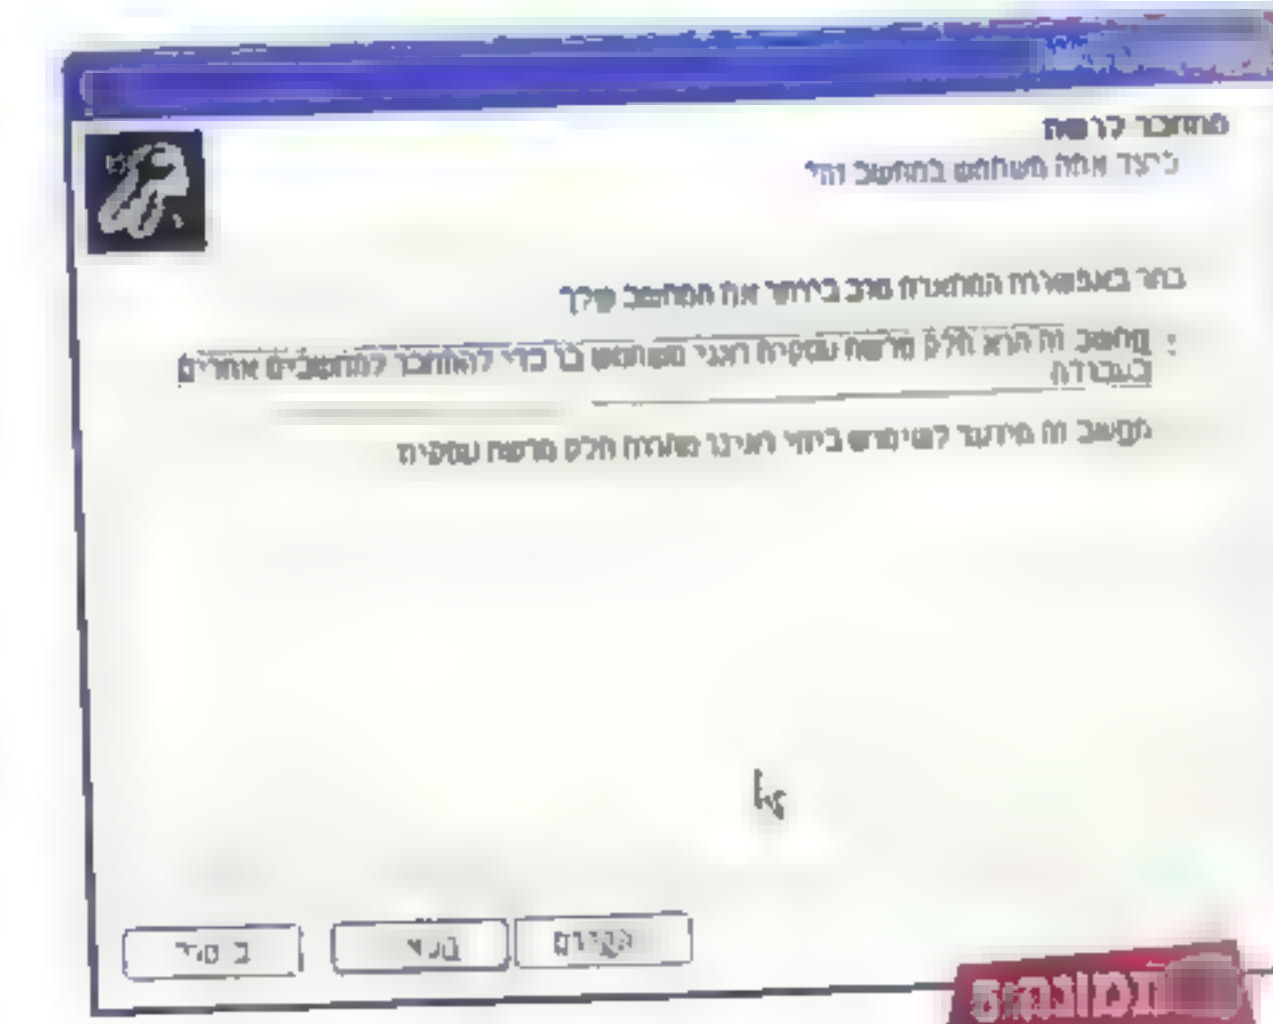 מתחבר לרשת
כיצד אתה משתמש במחשב זה?
בחר באפשרות המתארת טוב ביותר את המחשב שלך
מחשב זה הוא חלק מרשת עסקית ואני משתמש בו כדי להתחבר למחשבים אחרים
בעבודה
מחשב זה מיועד לשימוש ביתי ואינו מהווה חלק מרשת עסקית
הקודם
הבא
ביטול